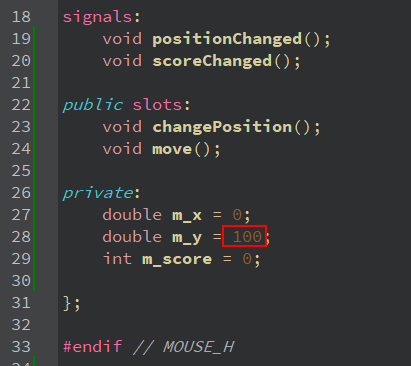 18 signals:
19     void positionChanged();
20     void scoreChanged();
21
22 public slots:
23     void changePosition();
24     void move();
25
26 private:
27     double m_x = 0;
28     double m_y = 100;
29     int m_score = 0;
30
31 };
32
33 #endif // MOUSE_H